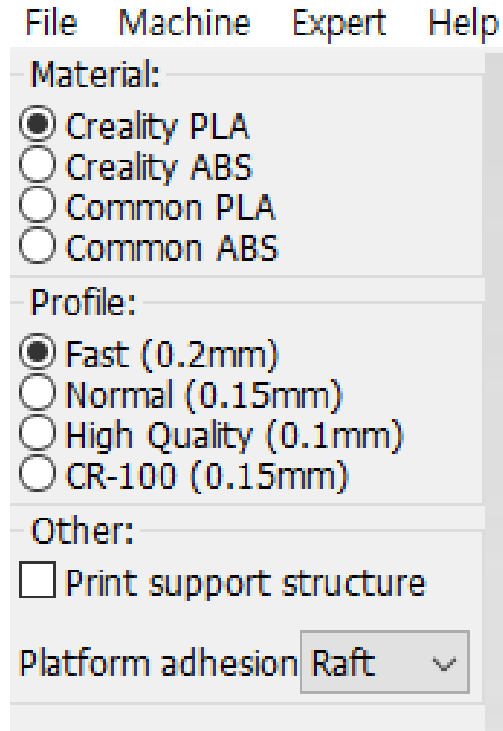 File Machine Expert Help
Material:
Creality PLA
Creality ABS
Common PLA
Common ABS
Profile:
Fast (0.2mm)
Normal (0.15mm)
High Quality (0.1mm)
CR-100 (0.15mm)
Other:
Print support structure
Platform adhesion Raft